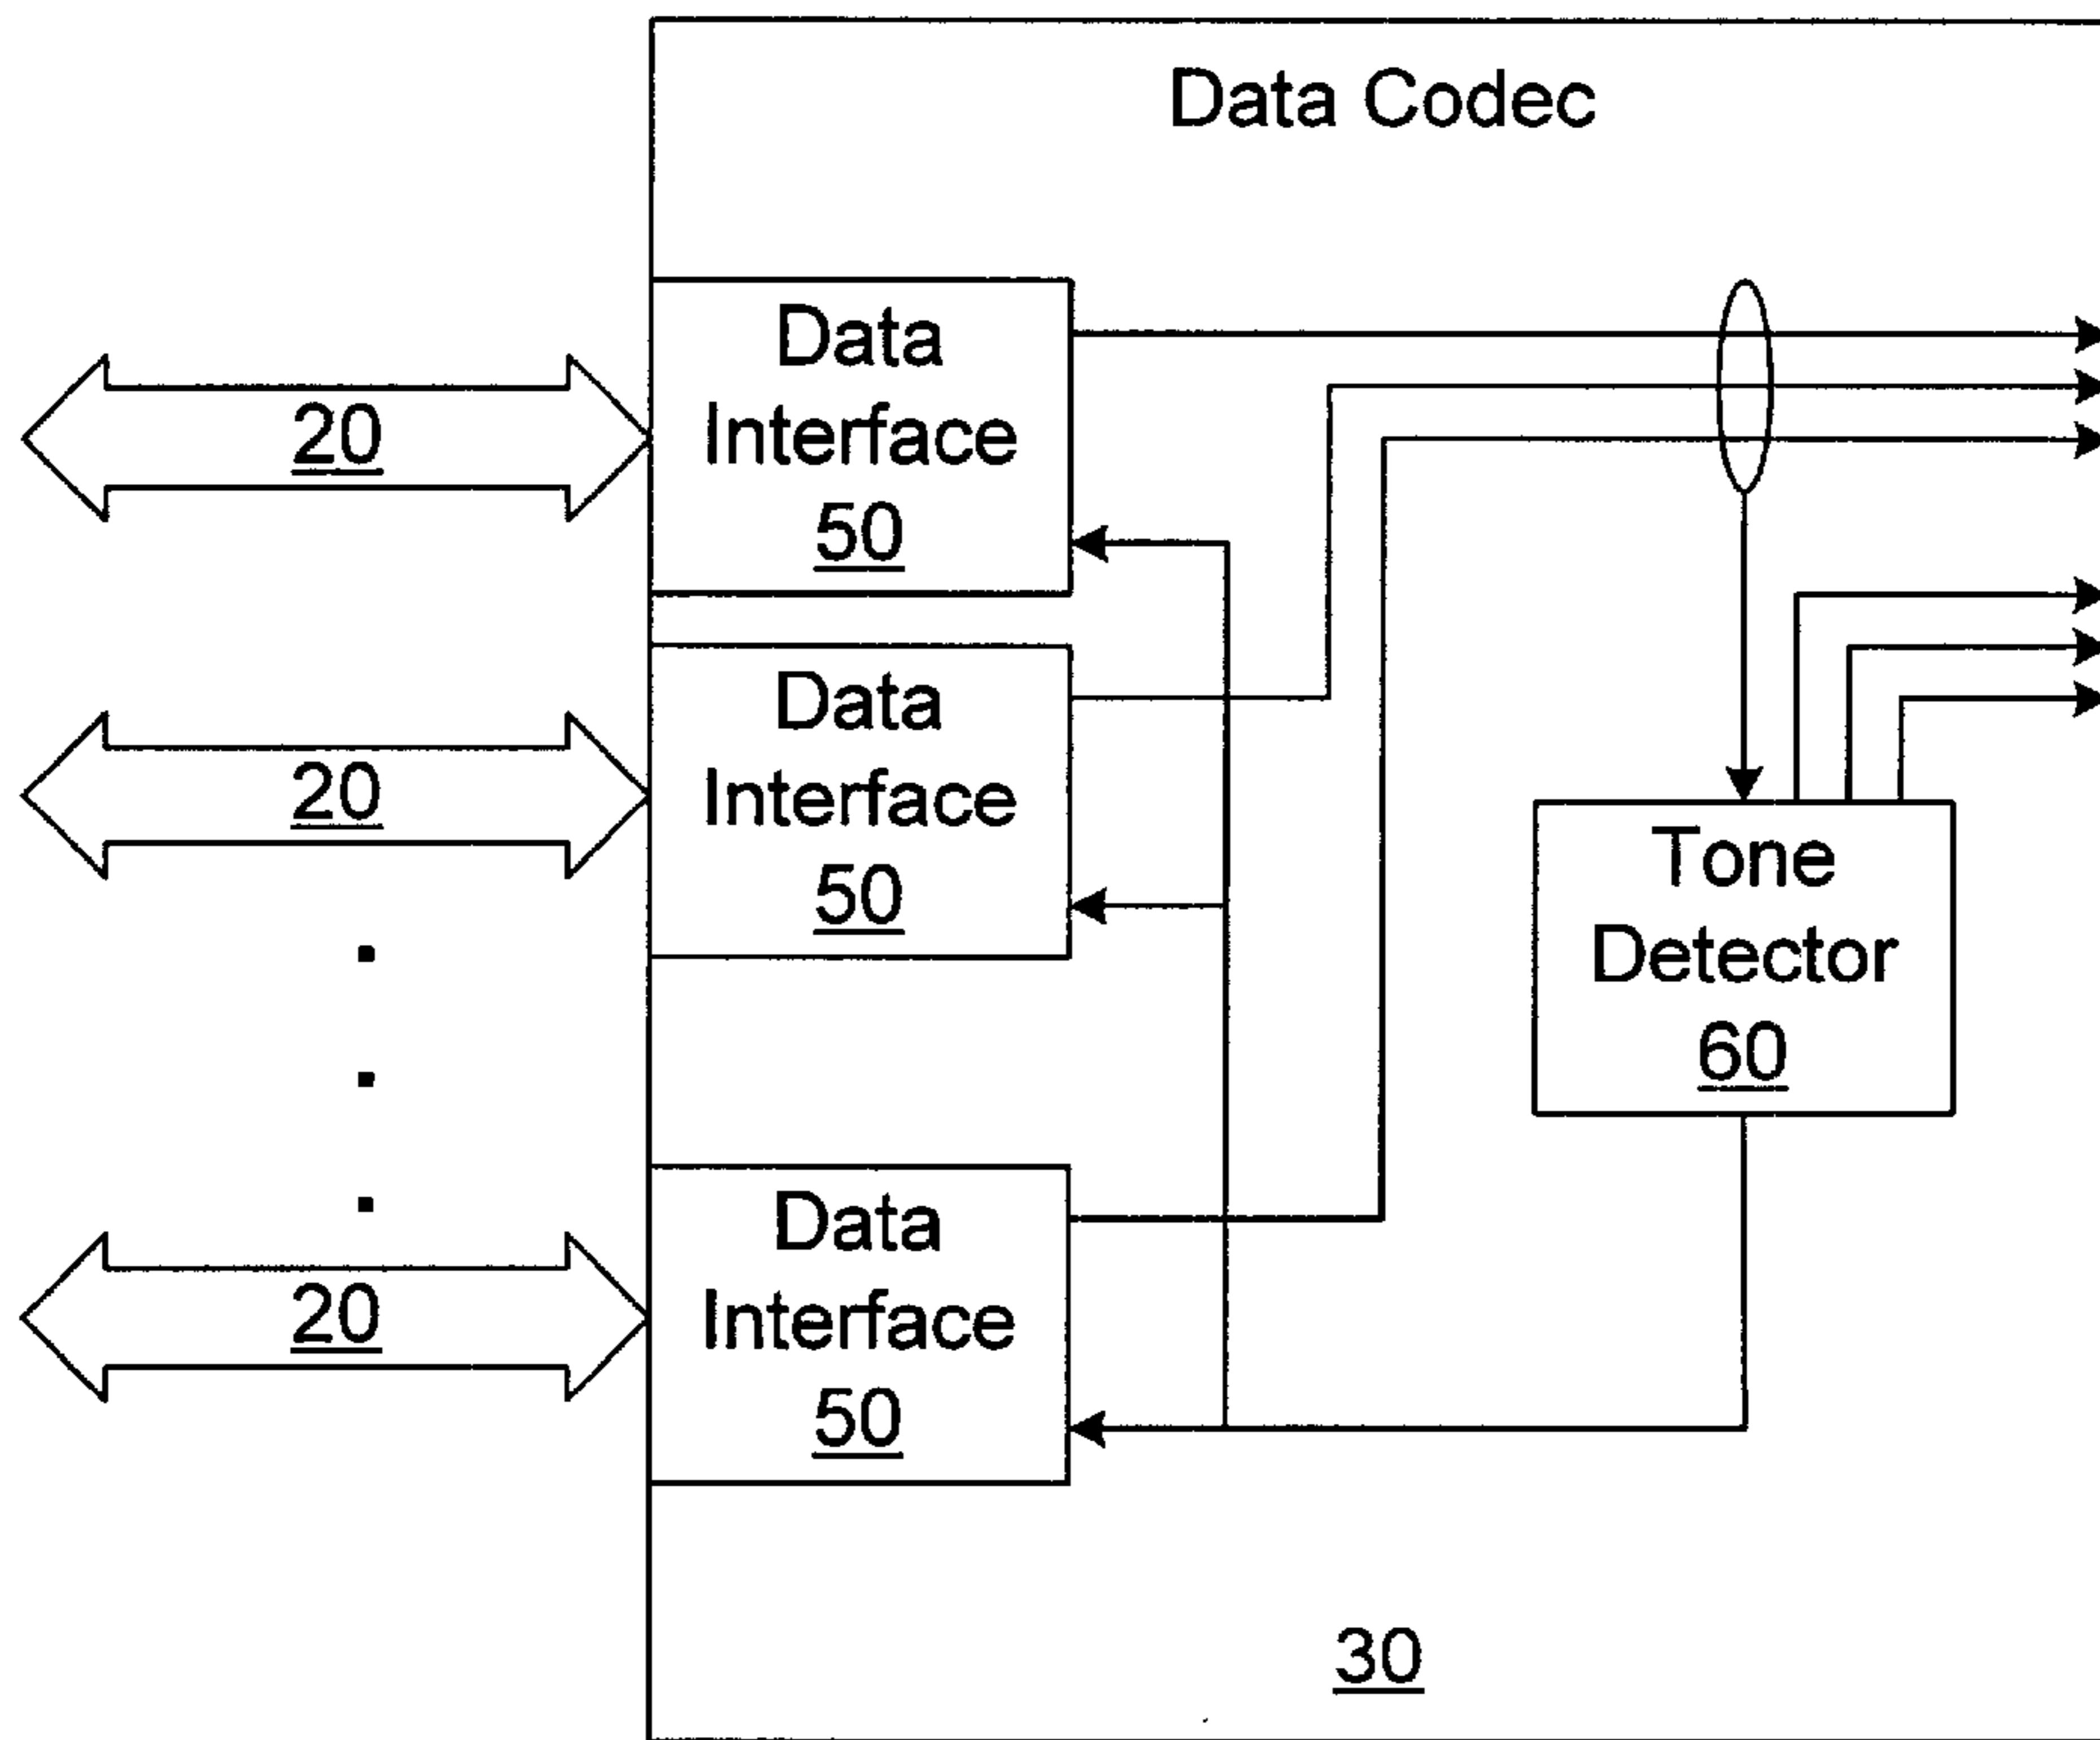 Data Codec
20
Data
Interface
50
20
Data
Interface
50
Tone
Detector
60
20
Data
Interface
50
30